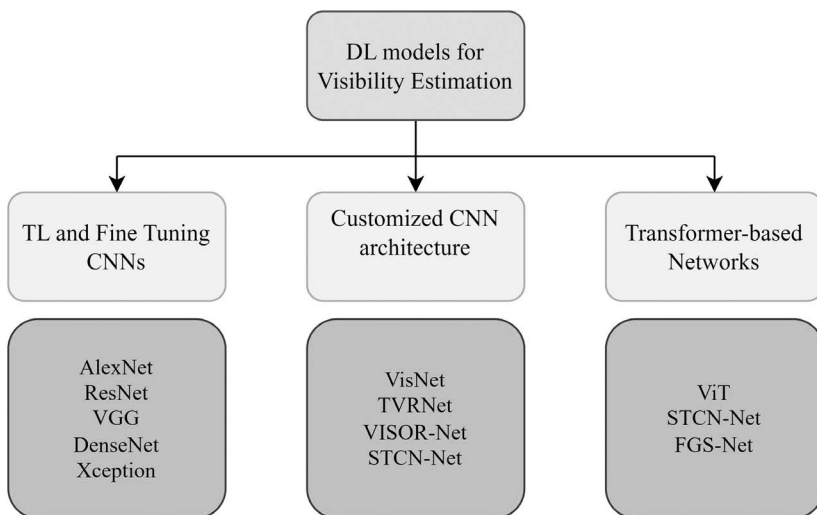 DL models for
Visibility Estimation
TL and Fine Tuning
CNNs
Customized CNN
architecture
Transformer-based
Networks
AlexNet
ResNet
VGG
DenseNet
Xception
VisNet
TVRNet
VISOR-Net
STCN-Net
ViT
STCN-Net
FGS-Net